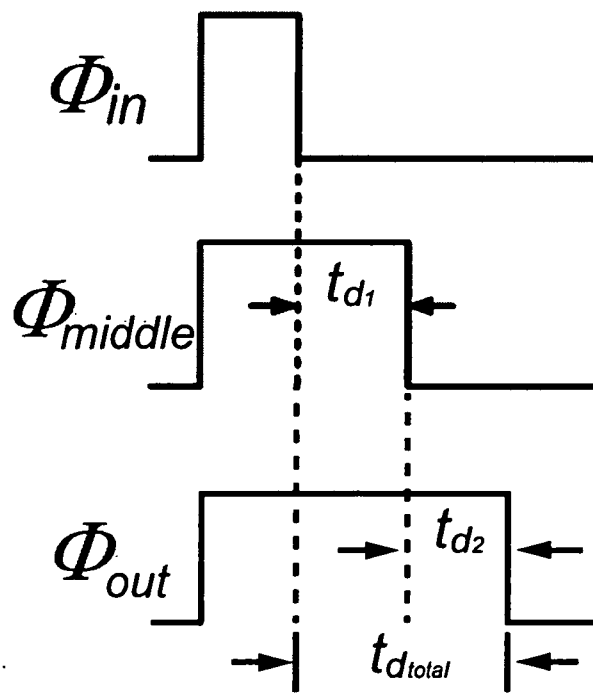 Φin
td1
Φmiddle
td2
Φout
tdtotal